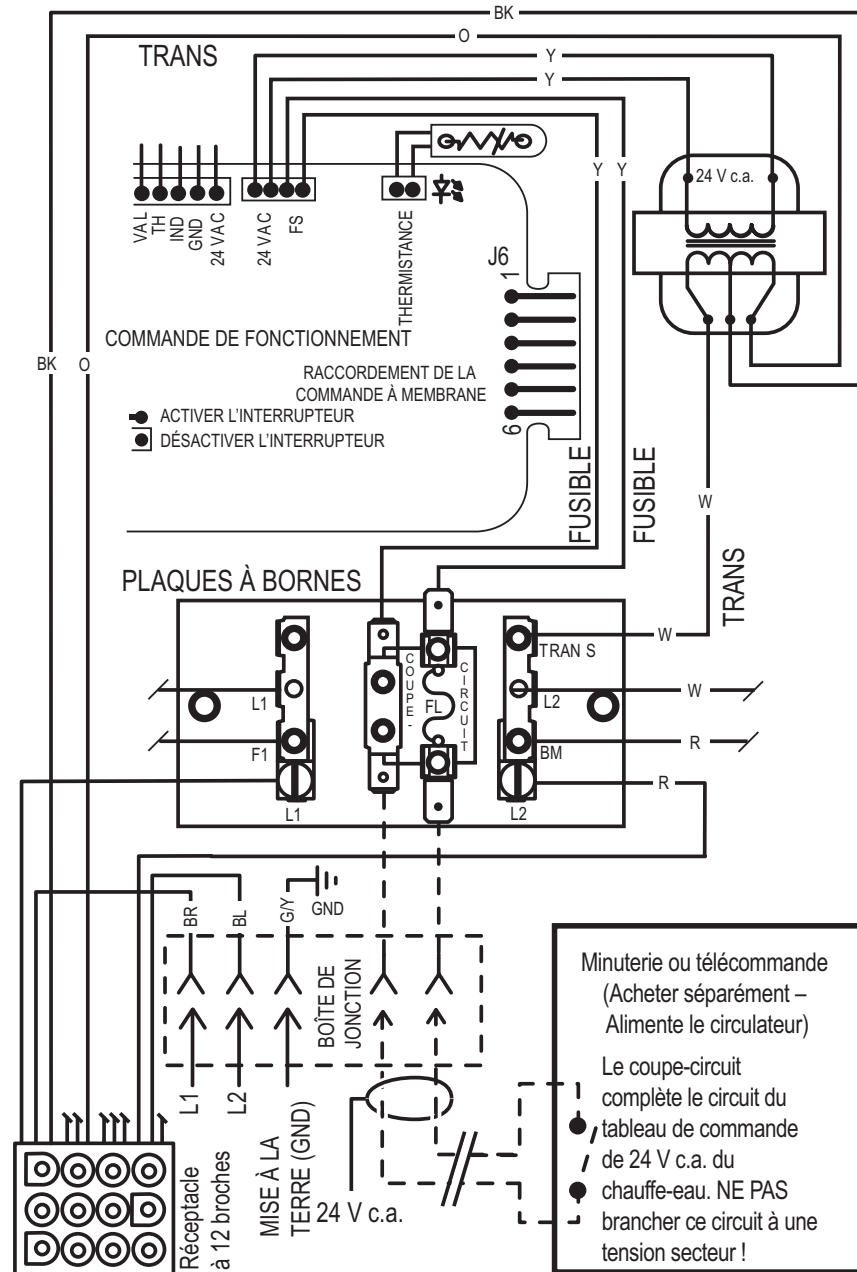 BK
O
TRANS
Y
Y
Y Y
24 V c.a.
VAL
TH
IND
GND
24 VAC
24 VAC
FS
THERMISTANCE
J6
1
COMMANDE DE FONCTIONNEMENT
BK O
RACCORDEMENT DE LA
COMMANDE À MEMBRANE
ACTIVER L'INTERRUPTEUR
DÉSACTIVER L'INTERRUPTEUR
6
FUSIBLE
FUSIBLE
W
TRANS
PLAQUES À BORNES
W
TRAN S
COUPE-
CIRCUIT
FL
L1
L2
W
F1
BM
R
R
L1
L2
BR
BL
G/Y
GND
BOÎTE DE
JONCTION
L1
L2
MISE À LA
TERRE (GND)
24 V c.a.
Réceptacle
à 12 broches
Minuterie ou télécommande
(Acheter séparément –
Alimente le circulateur)
Le coupe-circuit
complète le circuit du
tableau de commande
de 24 V c.a. du
chauffe-eau. NE PAS
brancher ce circuit à une
tension secteur !